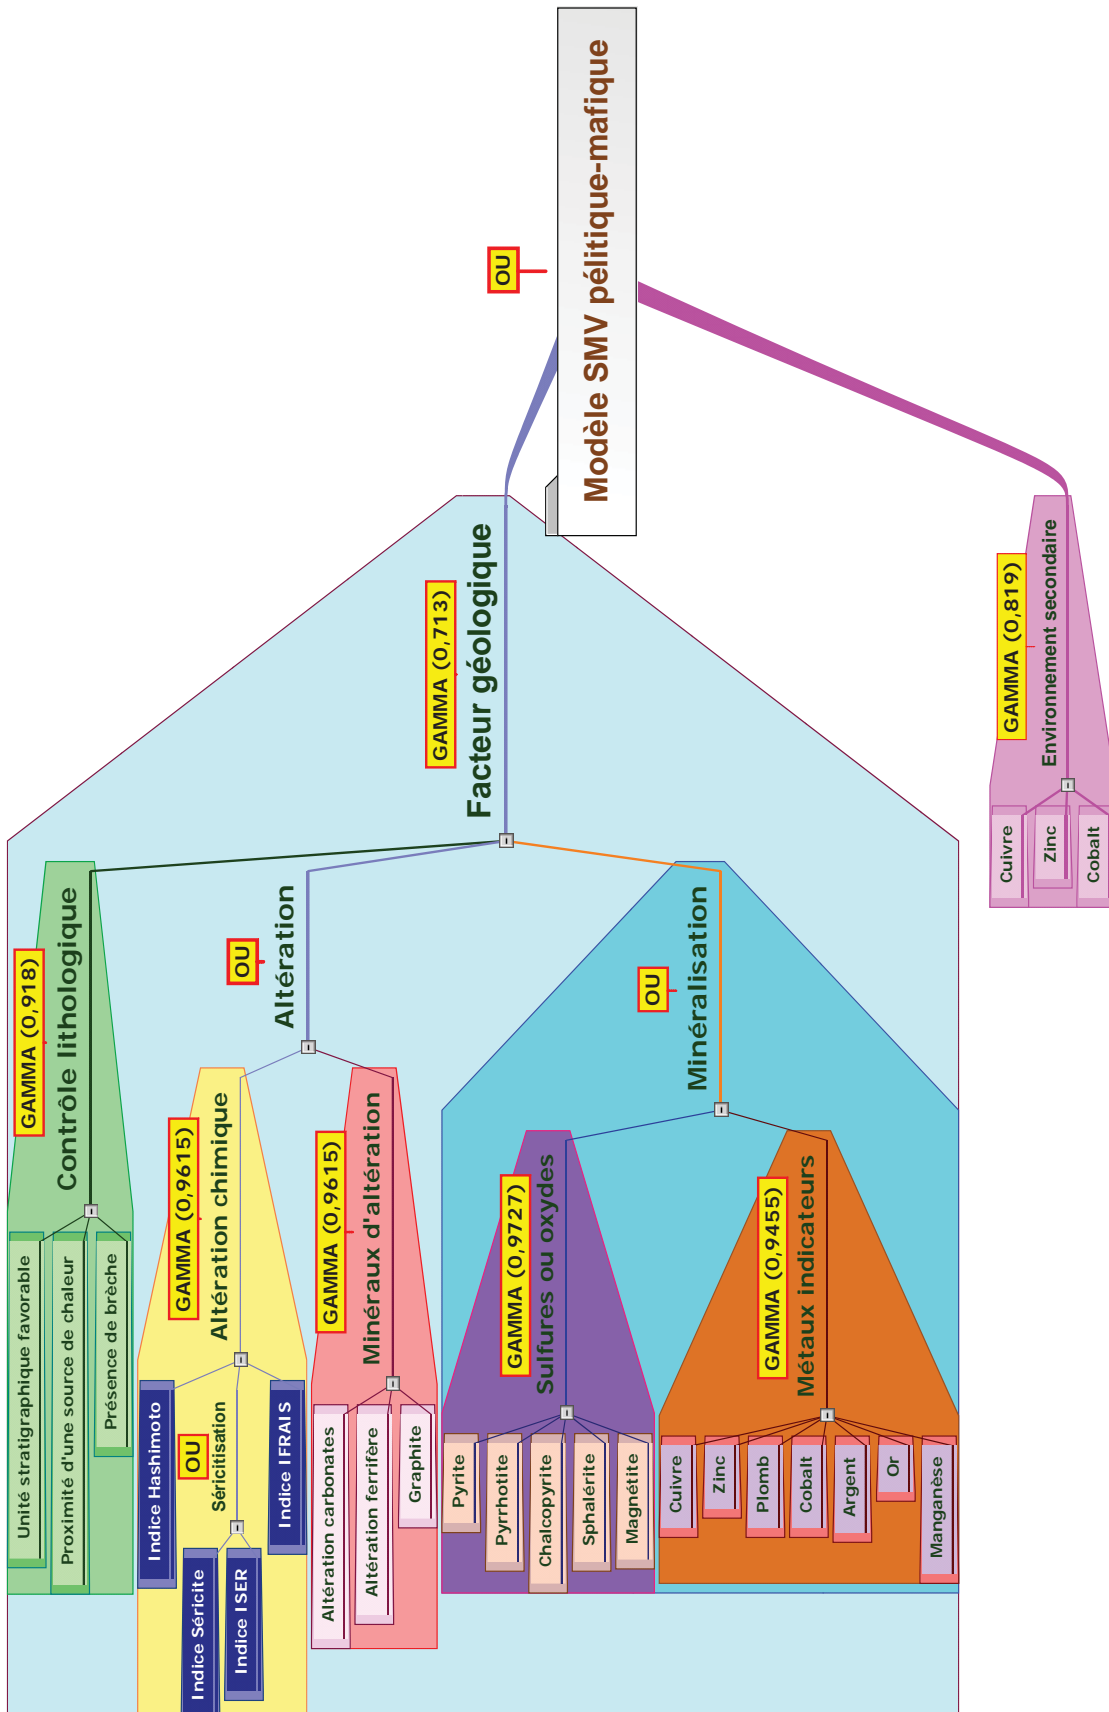 Modèle SMV pélitique-mafique
OU
Facteur géologique
GAMMA (0,713)
Contrôle lithologique
GAMMA (0,918)
Unité stratigraphique favorable
Proximité d'une source de chaleur
Présence de brèche
Altération
OU
Altération chimique
GAMMA (0,9615)
Indice Hashimoto
Séricitisation
OU
Indice Séricite
Indice ISER
Indice IFRAIS
Minéraux d'altération
GAMMA (0,9615)
Altération carbonates
Altération ferrifère
Graphite
Minéralisation
OU
Sulfures ou oxydes
GAMMA (0,9727)
Pyrite
Pyrrhotite
Chalcopyrite
Sphalérite
Magnétite
Métaux indicateurs
GAMMA (0,9455)
Cuivre
Zinc
Plomb
Cobalt
Argent
Or
Manganèse
Environnement secondaire
GAMMA (0,819)
Cuivre
Zinc
Cobalt